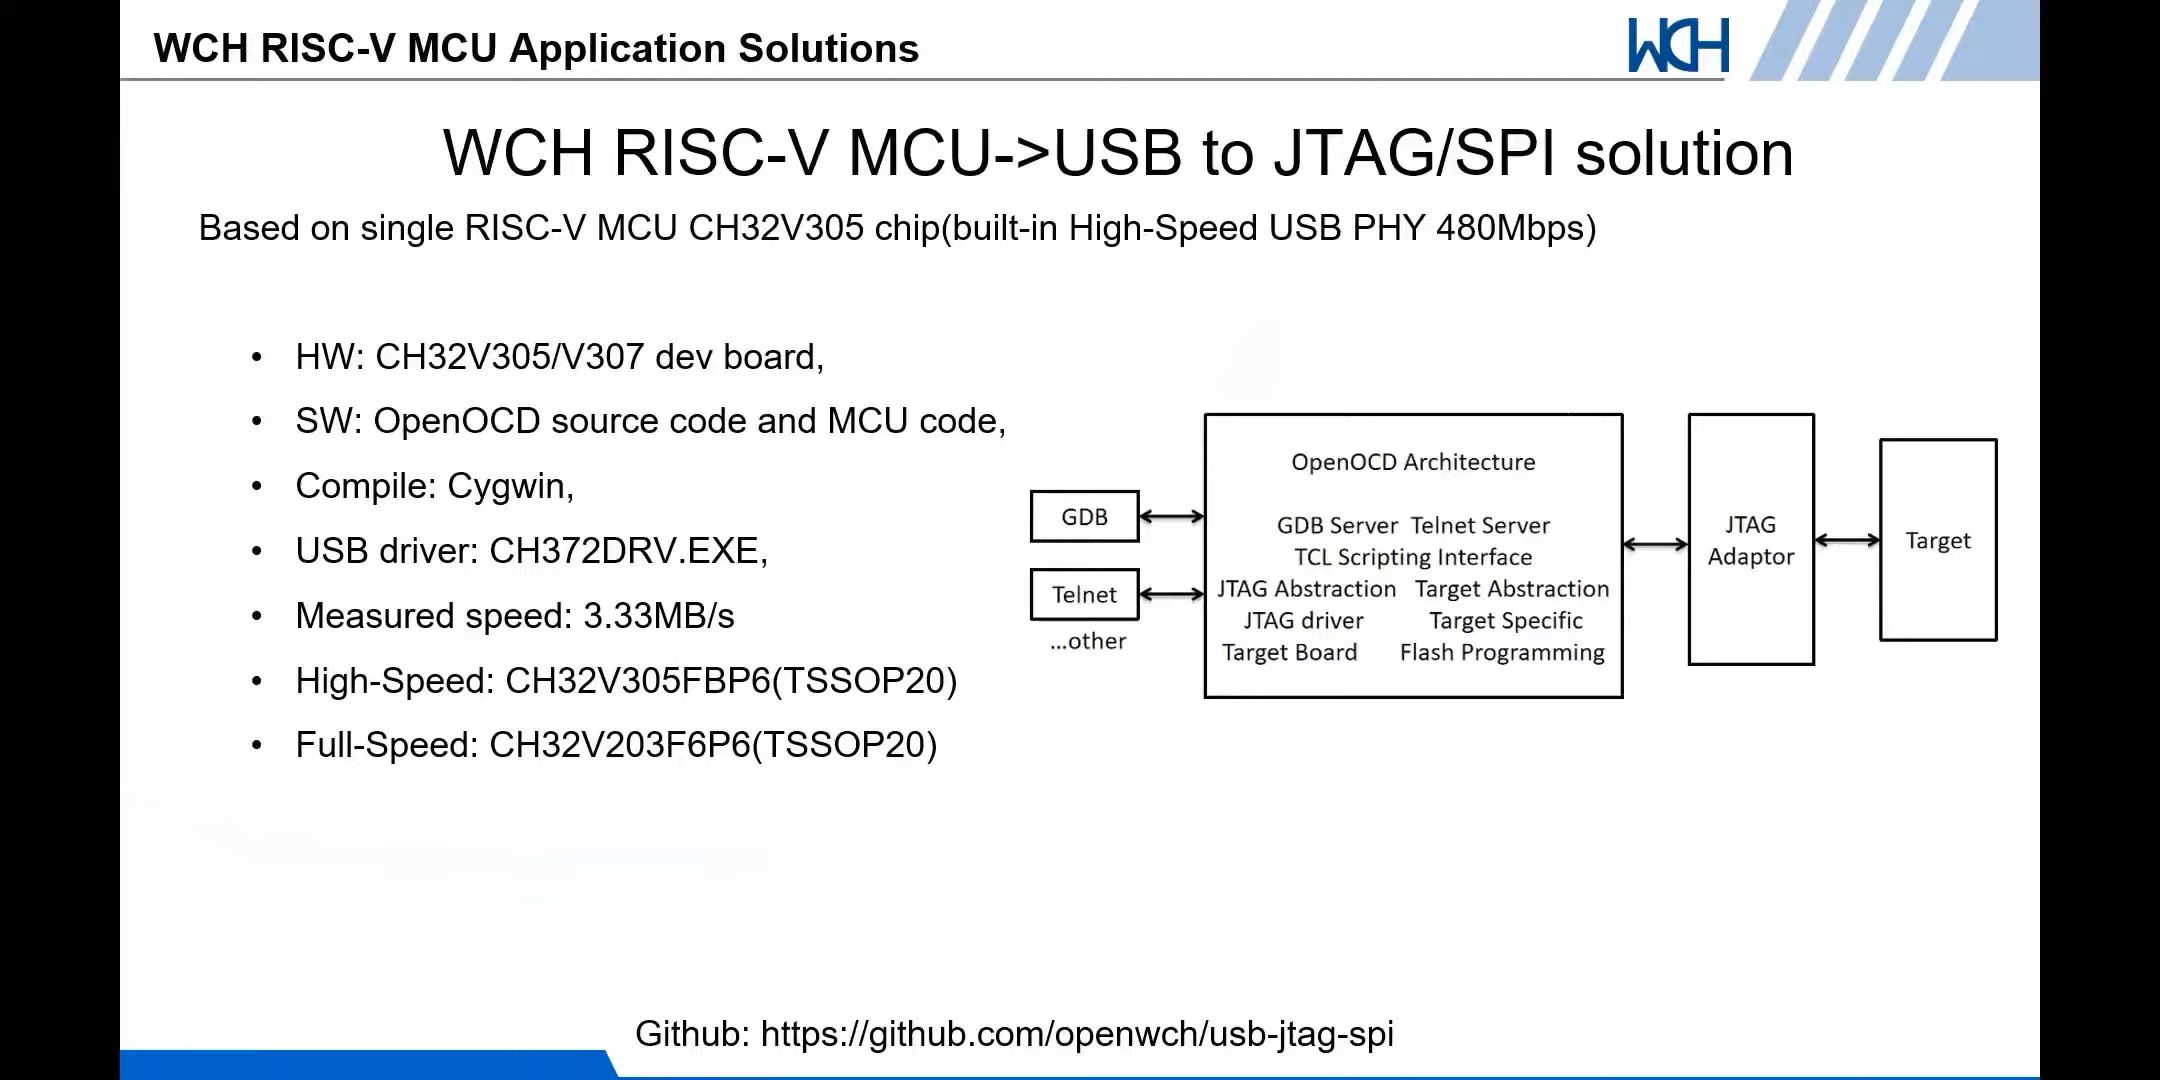 WCH RISC-V MCU Application Solutions
WCH
WCH RISC-V MCU->USB to JTAG/SPI solution
Based on single RISC-V MCU CH32V305 chip(built-in High-Speed USB PHY 480Mbps)
• HW: CH32V305/V307 dev board,
• SW: OpenOCD source code and MCU code,
• Compile: Cygwin,
• USB driver: CH372DRV.EXE,
• Measured speed: 3.33MB/s
• High-Speed: CH32V305FBP6(TSSOP20)
• Full-Speed: CH32V203F6P6(TSSOP20)
GDB
Telnet
...other
OpenOCD Architecture
GDB Server Telnet Server
TCL Scripting Interface
JTAG Abstraction Target Abstraction
JTAG driver Target Specific
Target Board Flash Programming
JTAG
Adaptor
Target
Github: https://github.com/openwch/usb-jtag-spi